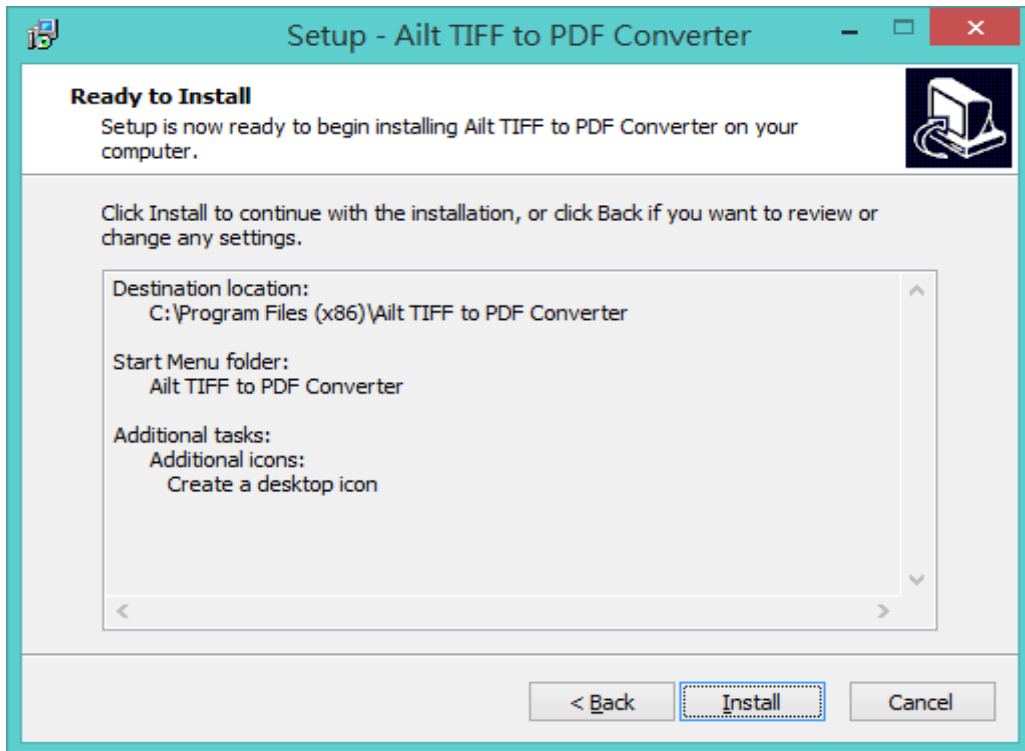 Setup - Ailt TIFF to PDF Converter
Ready to Install
Setup is now ready to begin installing Ailt TIFF to PDF Converter on your
computer.
Click Install to continue with the installation, or click Back if you want to review or
change any settings.
Destination location:
C:\Program Files (x86)\Ailt TIFF to PDF Converter
Start Menu folder:
Ailt TIFF to PDF Converter
Additional tasks:
Additional icons:
Create a desktop icon
< Back
Install
Cancel